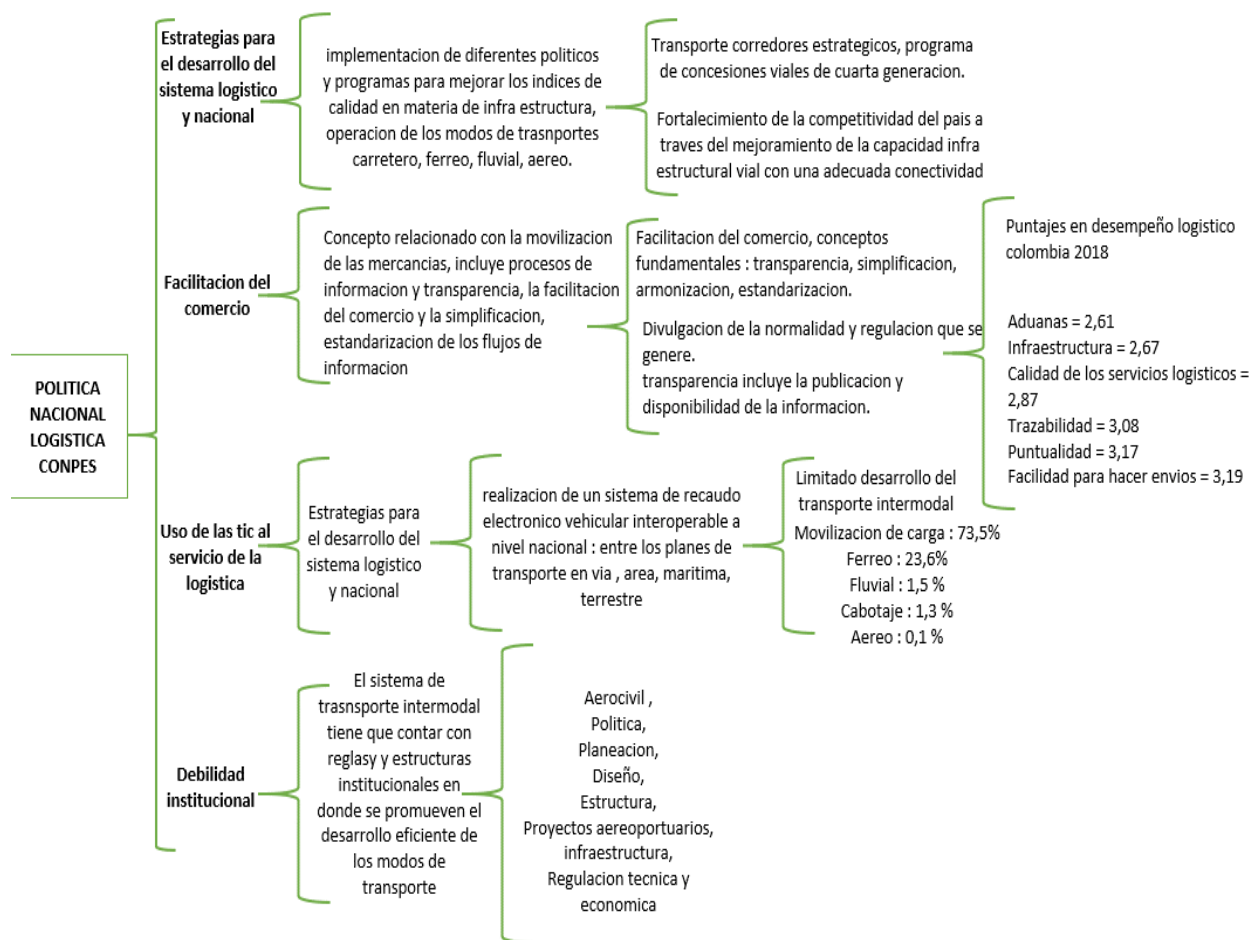 POLITICA
NACIONAL
LOGISTICA
CONPES
Estrategias para
el desarrollo del
sistema logistico
y nacional
implementacion de diferentes politicos
y programas para mejorar los indices de
calidad en materia de infra estructura,
operacion de los modos de trasnportes
carretero, ferreo, fluvial, aereo.
Transporte corredores estrategicos, programa
de concesiones viales de cuarta generacion.
Fortalecimiento de la competitividad del pais a
traves del mejoramiento de la capacidad infra
estructural vial con una adecuada conectividad
Facilitacion del
comercio
Concepto relacionado con la movilizacion
de las mercancias, incluye procesos de
informacion y transparencia, la facilitacion
del comercio y la simplificacion,
estandarizacion de los flujos de
informacion
Facilitacion del comercio, conceptos
fundamentales : transparencia, simplificacion,
armonizacion, estandarizacion.
Divulgacion de la normalidad y regulacion que se
genere.
transparencia incluye la publicacion y
disponibilidad de la informacion.
Puntajes en desempeño logistico
colombia 2018
Aduanas = 2,61
Infraestructura = 2,67
Calidad de los servicios logisticos =
2,87
Trazabilidad = 3,08
Puntualidad = 3,17
Facilidad para hacer envios = 3,19
Uso de las tic al
servicio de la
logistica
Estrategias para
el desarrollo del
sistema logistico
y nacional
realizacion de un sistema de recaudo
electronico vehicular interoperable a
nivel nacional : entre los planes de
transporte en via , area, maritima,
terrestre
Limitado desarrollo del
transporte intermodal
Movilizacion de carga : 73,5%
Ferreo : 23,6%
Fluvial : 1,5 %
Cabotaje : 1,3 %
Aereo : 0,1 %
Debilidad
institucional
El sistema de
trasnsporte intermodal
tiene que contar con
reglasy y estructuras
institucionales en
donde se promueven el
desarrollo eficiente de
los modos de
transporte
Aerocivil ,
Politica,
Planeacion,
Diseño,
Estructura,
Proyectos aereoportuarios,
infraestructura,
Regulacion tecnica y
economica